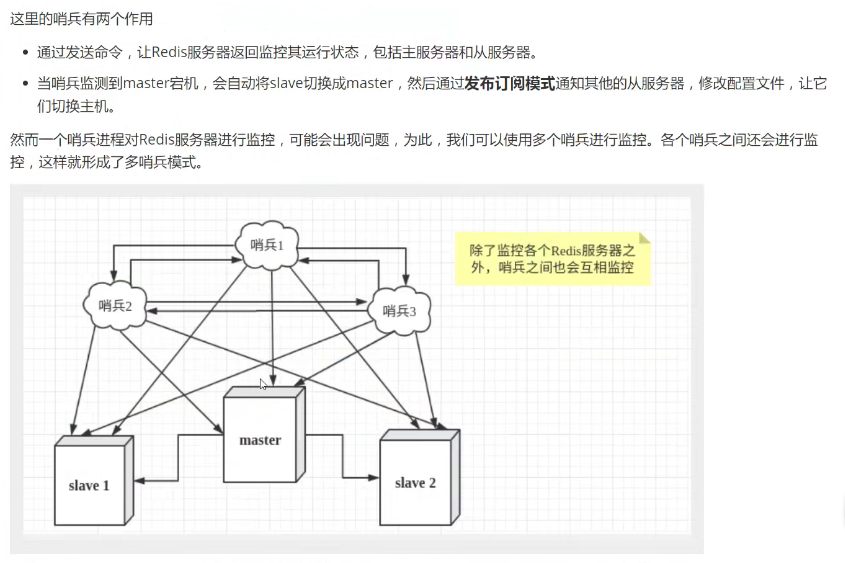 这里的哨兵有两个作用
通过发送命令，让Redis服务器返回监控其运行状态，包括主服务器和从服务器。
当哨兵监测到master宕机，会自动将slave切换成master，然后通过发布订阅模式通知其他的从服务器，修改配置文件，让它
们切换主机。
然而一个哨兵进程对Redis服务器进行监控，可能会出现问题，为此，我们可以使用多个哨兵进行监控。各个哨兵之间还会进行监
控，这样就形成了多哨兵模式。
哨兵1
除了监控各个Redis服务器之
外，哨兵之间也会互相监控
哨兵2
哨兵3
master
slave 1
slave 2